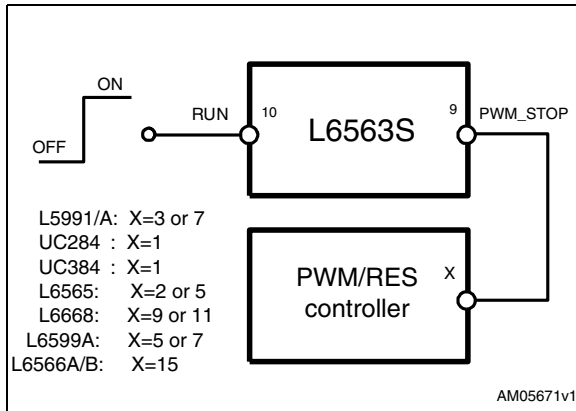 ON
OFF
RUN
10
L6563S
9
PWM_STOP
L5991/A: X=3 or 7
UC284 : X=1
UC384 : X=1
L6565: X=2 or 5
L6668: X=9 or 11
L6599A: X=5 or 7
L6566A/B: X=15
PWM/RES
controller
X
AM05671v1